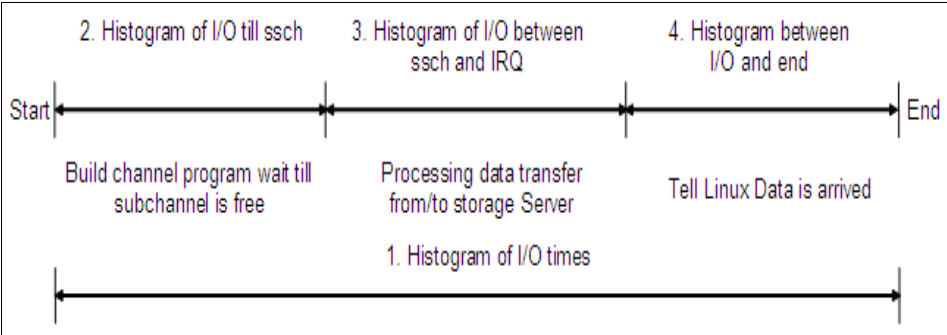 2. Histogram of I/O till ssch
3. Histogram of I/O between
ssch and IRQ
4. Histogram between
I/O and end
Start
End
Build channel program wait till
subchannel is free
Processing data transfer
from/to storage Server
Tell Linux Data is arrived
1. Histogram of I/O times